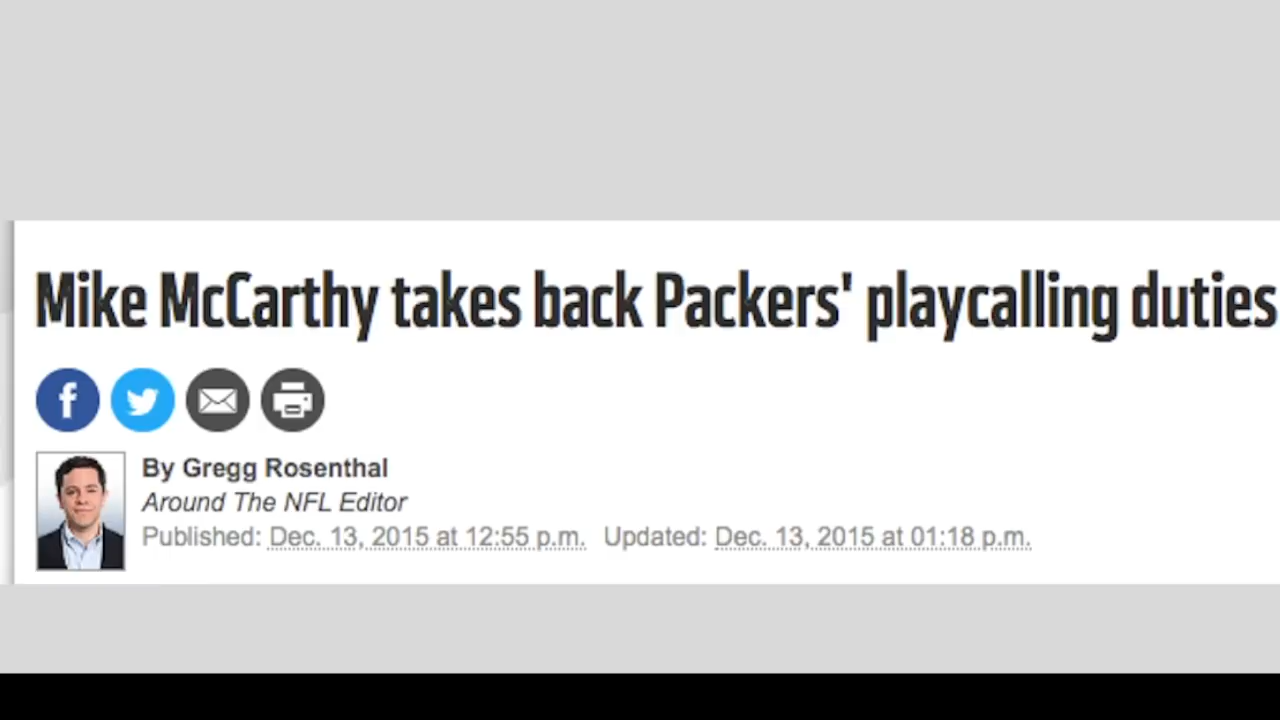 Mike McCarthy takes back Packers' playcalling duties
By Gregg Rosenthal
Around The NFL Editor
Published: Dec. 13, 2015 at 12:55 p.m. Updated: Dec. 13, 2015 at 01:18 p.m.